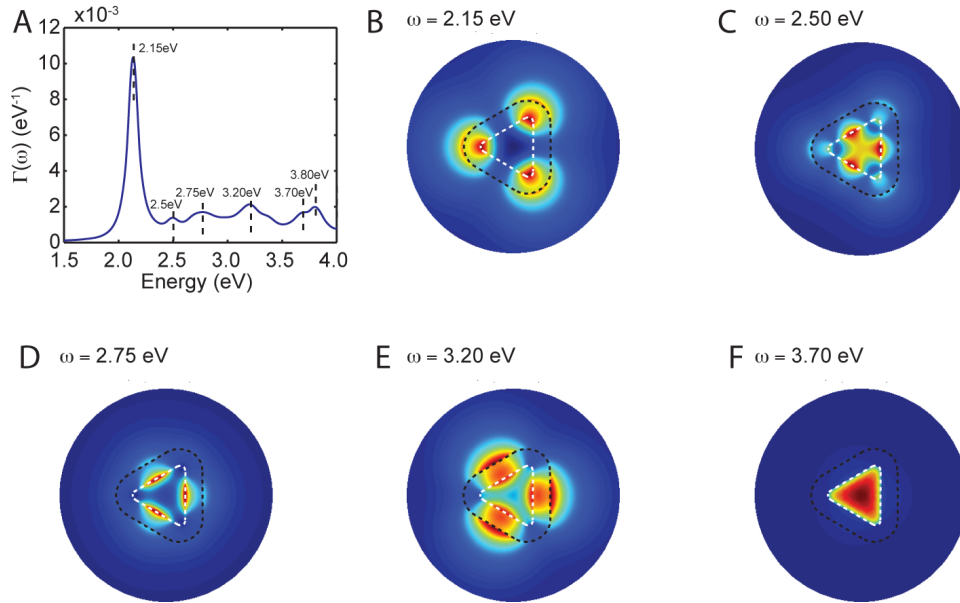 A
×10⁻³
12
10
8
6
4
2
0
Γ(ω) (eV⁻¹)
2.15eV
2.5eV
2.75eV
3.20eV
3.70eV
3.80eV
1.5 2.0 2.5 3.0 3.5 4.0
Energy (eV)
B ω = 2.15 eV
C ω = 2.50 eV
D ω = 2.75 eV
E ω = 3.20 eV
F ω = 3.70 eV